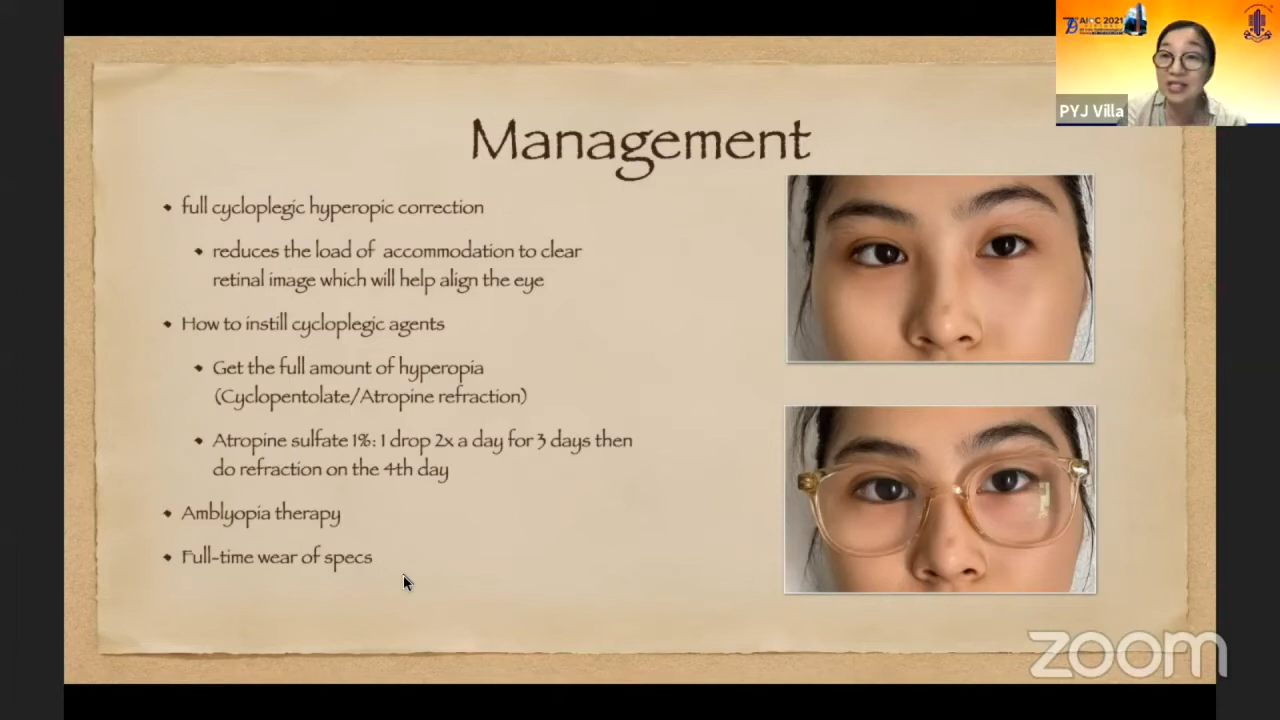 AIOC 2021
PYJ Villa
Management
full cycloplegic hyperopic correction
reduces the load of accommodation to clear
retinal image which will help align the eye
How to instill cycloplegic agents
Get the full amount of hyperopia
(Cyclopentolate/Atropine refraction)
Atropine sulfate 1%: 1 drop 2x a day for 3 days then
do refraction on the 4th day
Amblyopia therapy
Full-time wear of specs
zoom